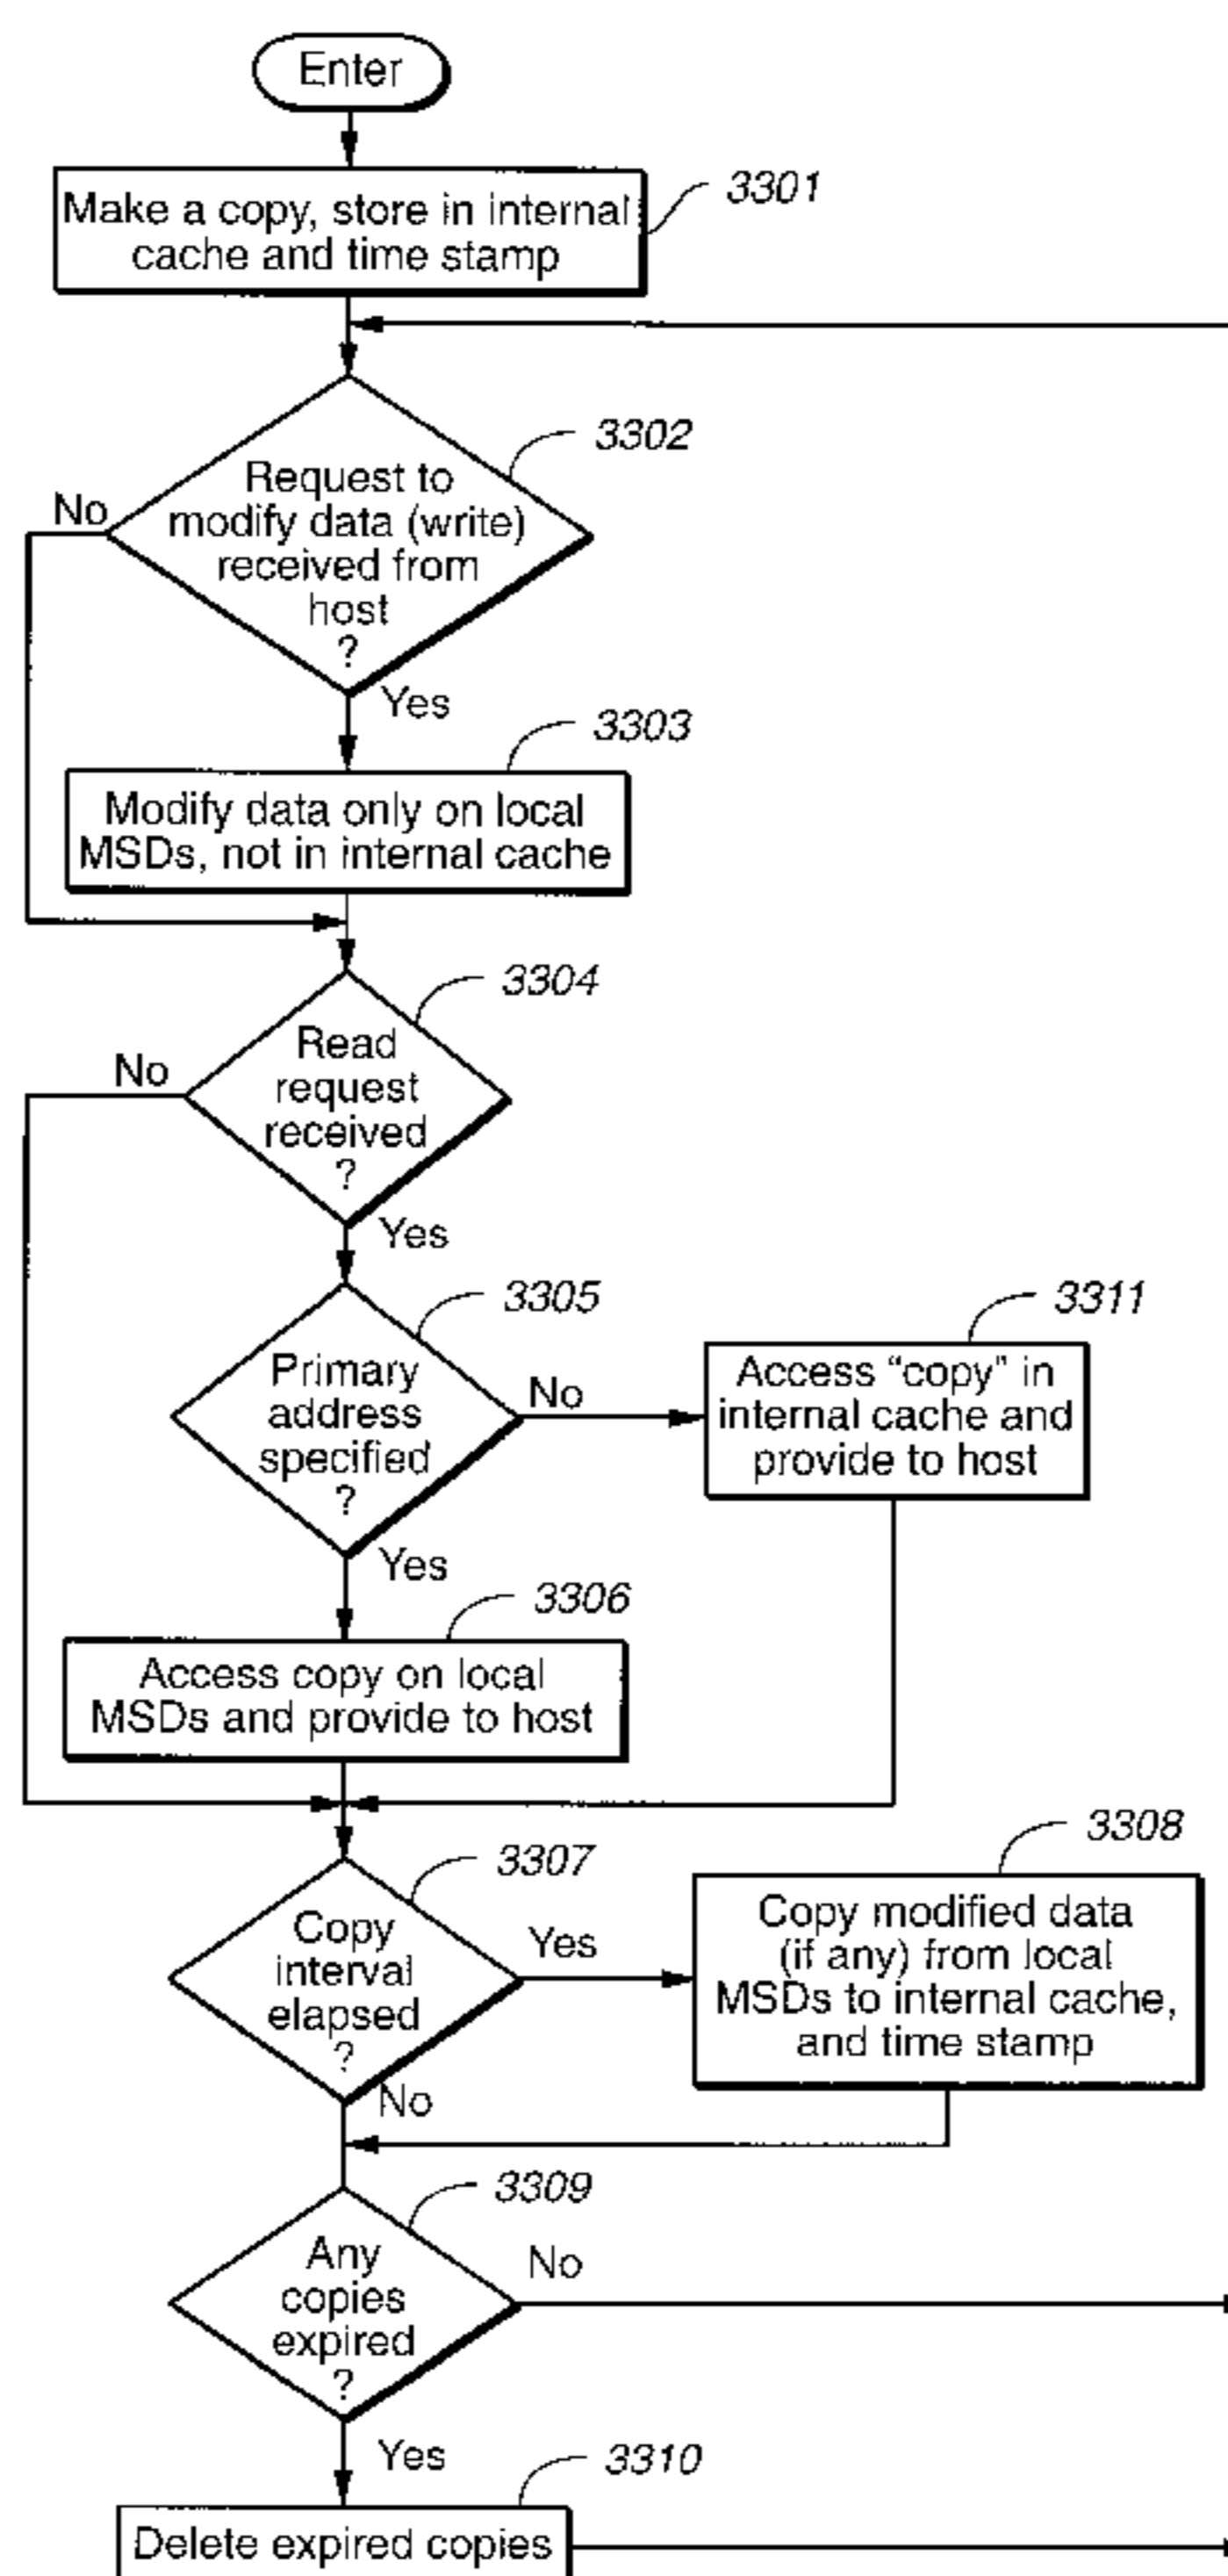 Enter
Make a copy, store in internal
cache and time stamp
3301
3302
Request to
modify data (write)
received from
host
?
No
Yes
3303
Modify data only on local
MSDs, not in internal cache
3304
Read
request
received
?
No
Yes
3305
Primary
address
specified
?
No
3311
Access “copy” in
internal cache and
provide to host
Yes
3306
Access copy on local
MSDs and provide to host
3307
Copy
interval
elapsed
?
Yes
3308
Copy modified data
(if any) from local
MSDs to internal cache,
and time stamp
No
3309
Any
copies
expired
?
No
Yes
3310
Delete expired copies